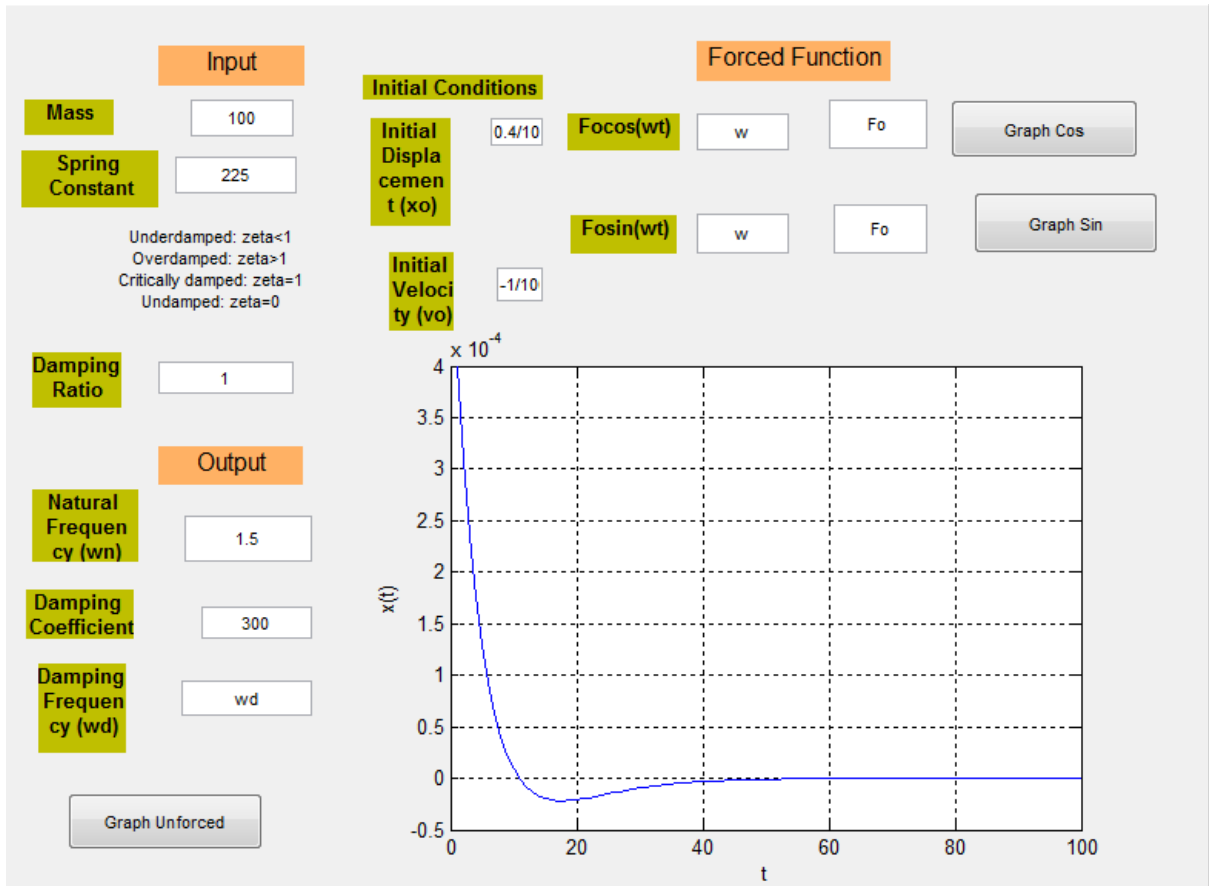 Input
Mass
100
Spring
Constant
225
Underdamped: zeta<1
Overdamped: zeta>1
Critically damped: zeta=1
Undamped: zeta=0
Damping
Ratio
1
Output
Natural
Frequen
cy (wn)
1.5
Damping
Coefficient
300
Damping
Frequen
cy (wd)
wd
Graph Unforced
Initial Conditions
Initial
Displa
cemen
t (xo)
0.4/10
Initial
Veloci
ty (vo)
-1/10
Forced Function
Focos(wt)
w
Fo
Graph Cos
Fosin(wt)
w
Fo
Graph Sin
x 10^-4
4
3.5
3
2.5
2
1.5
1
0.5
0
-0.5
x(t)
0
20
40
60
80
100
t